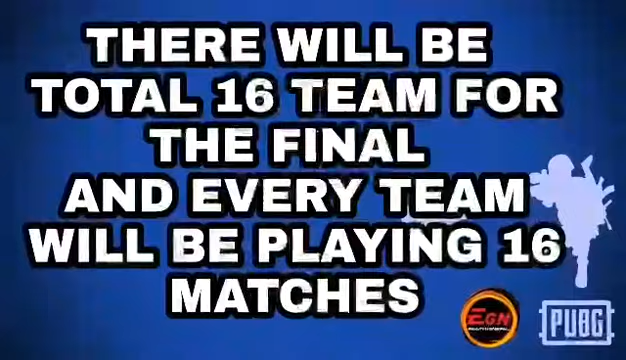 THERE WILL BE
TOTAL 16 TEAM FOR
THE FINAL
AND EVERY TEAM
WILL BE PLAYING 16
MATCHES
EGN
PUBG